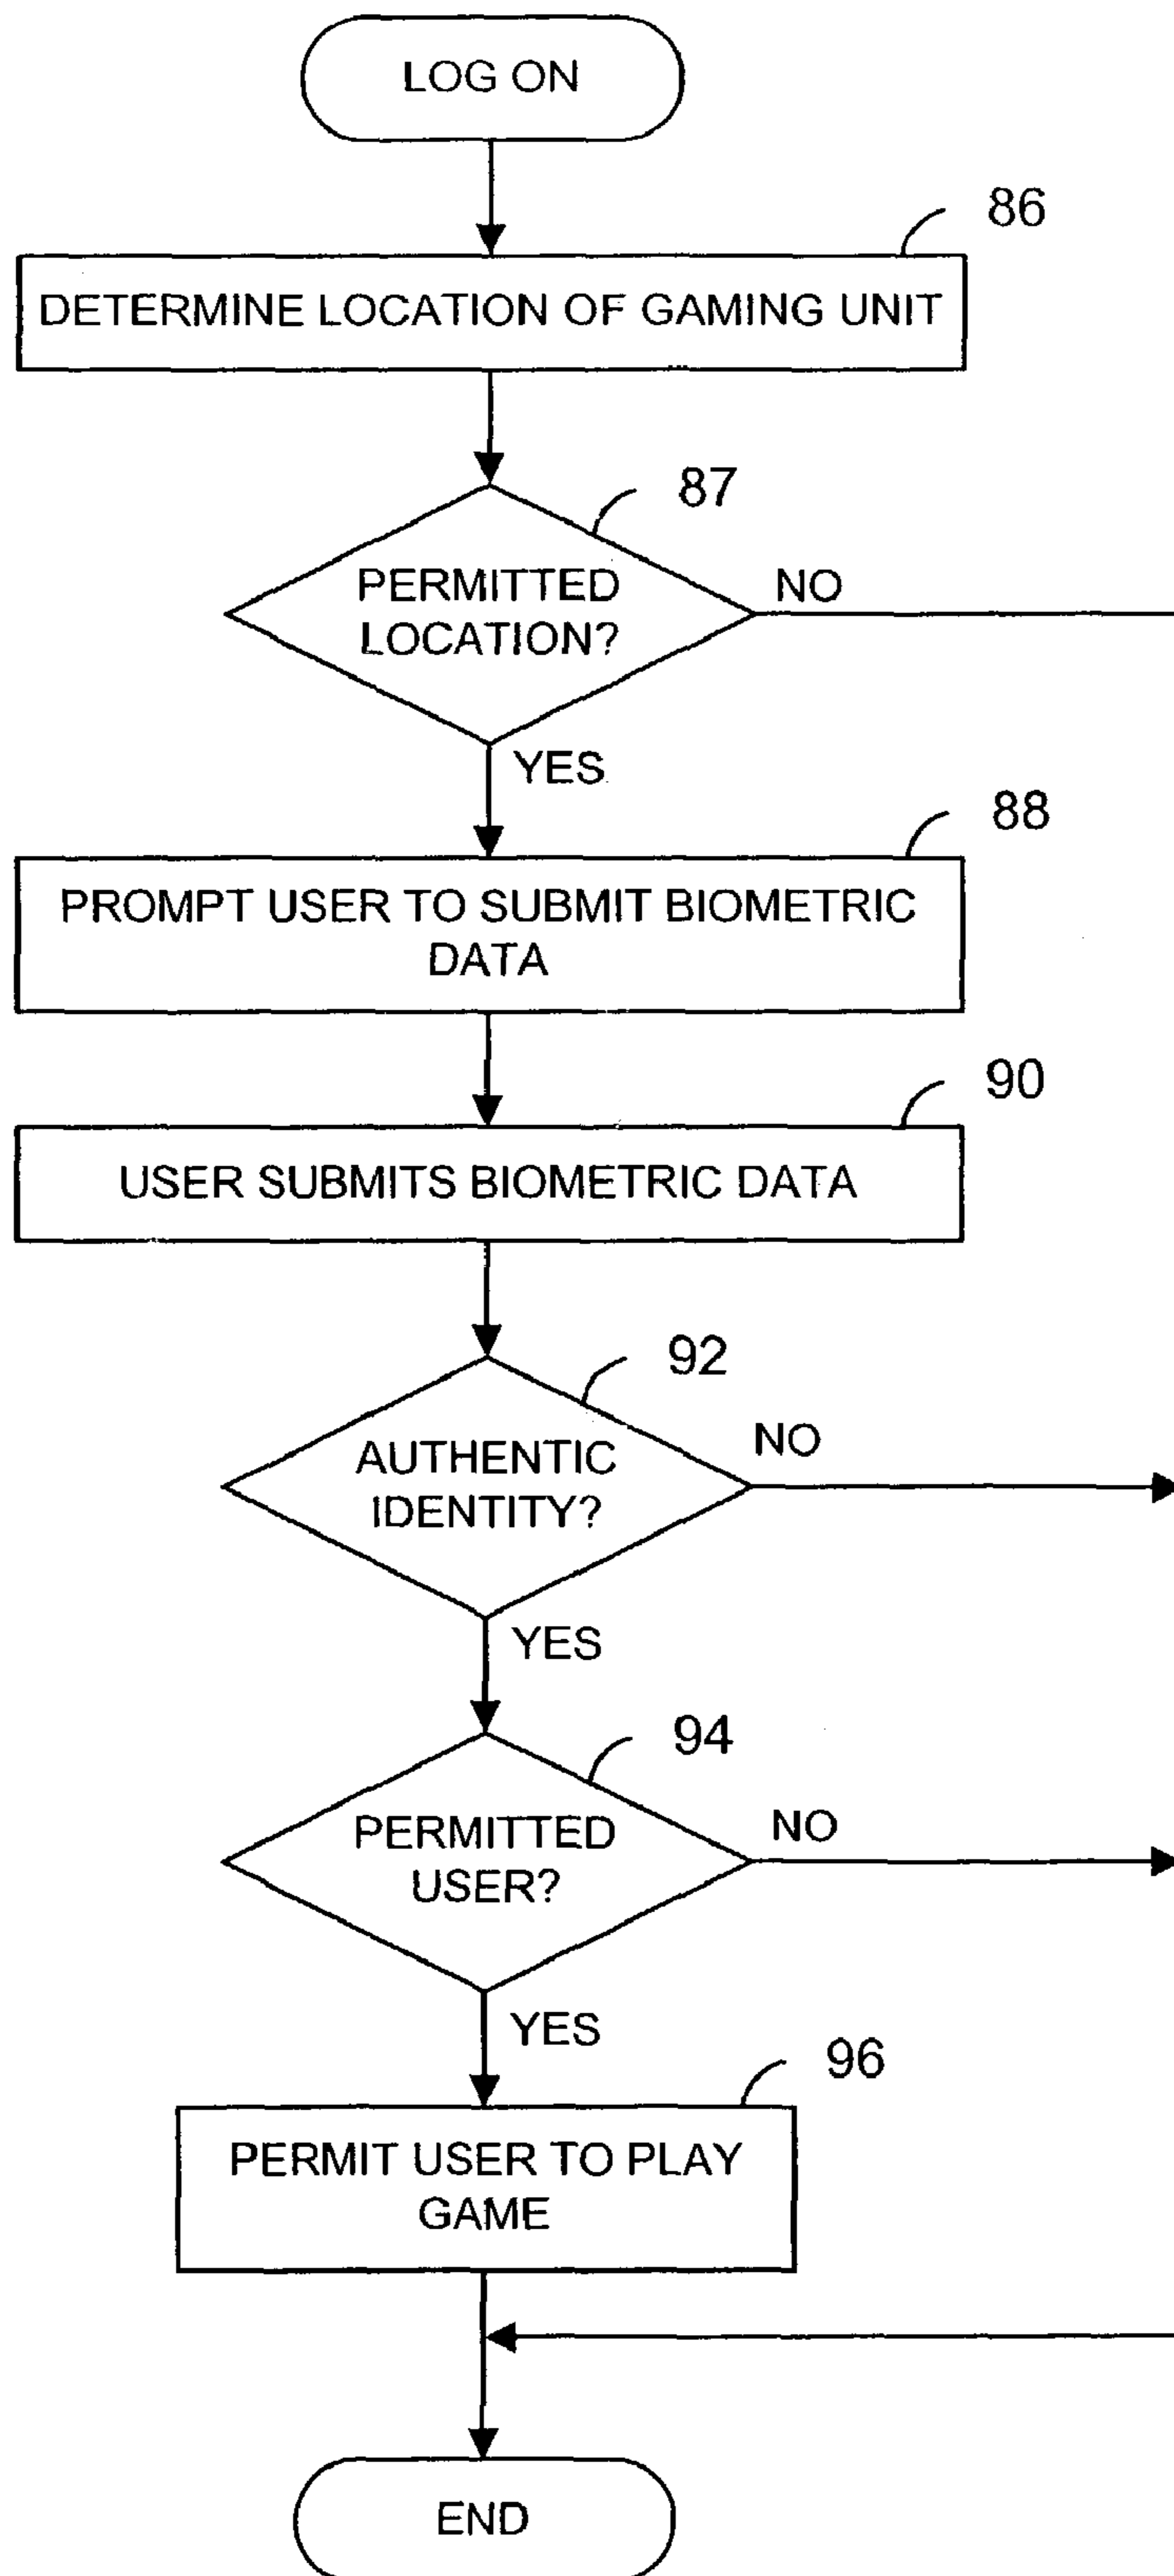 LOG ON
86
DETERMINE LOCATION OF GAMING UNIT
87
PERMITTED
LOCATION?
NO
YES
88
PROMPT USER TO SUBMIT BIOMETRIC
DATA
90
USER SUBMITS BIOMETRIC DATA
92
AUTHENTIC
IDENTITY?
NO
YES
94
PERMITTED
USER?
NO
YES
96
PERMIT USER TO PLAY
GAME
END